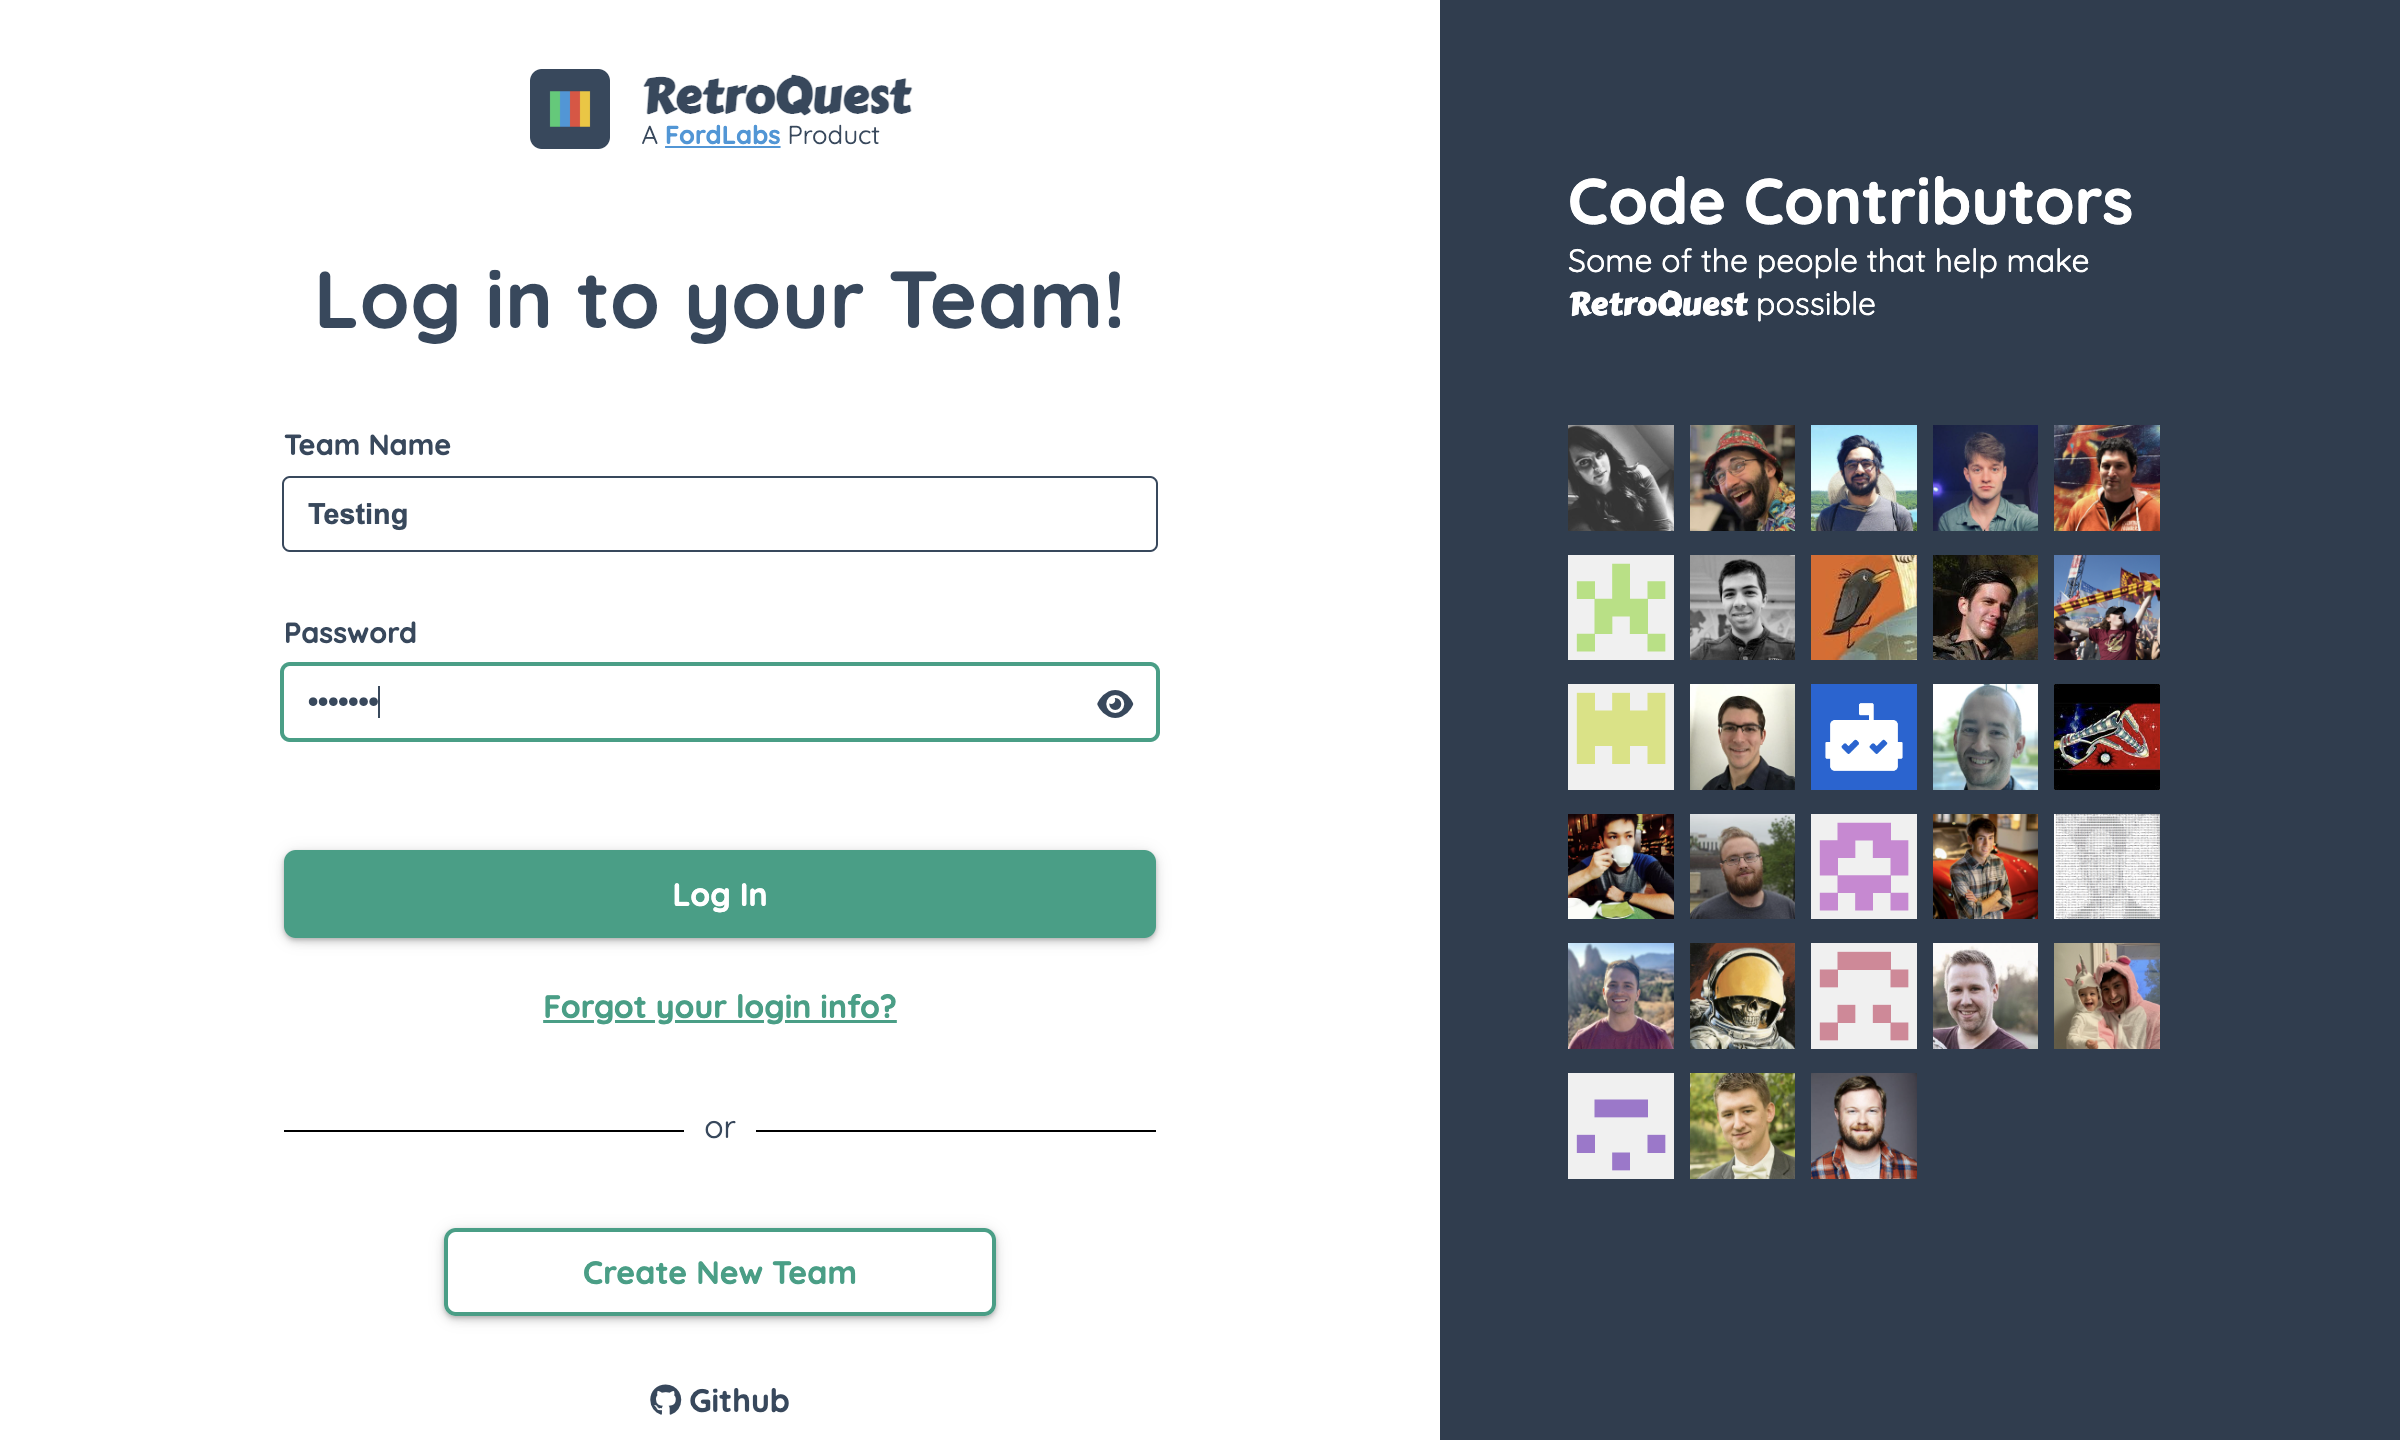 RetroQuest
A FordLabs Product
Log in to your Team!
Team Name
Testing
Password
•••••••
Log In
Forgot your login info?
or
Create New Team
Github
Code Contributors
Some of the people that help make
RetroQuest possible